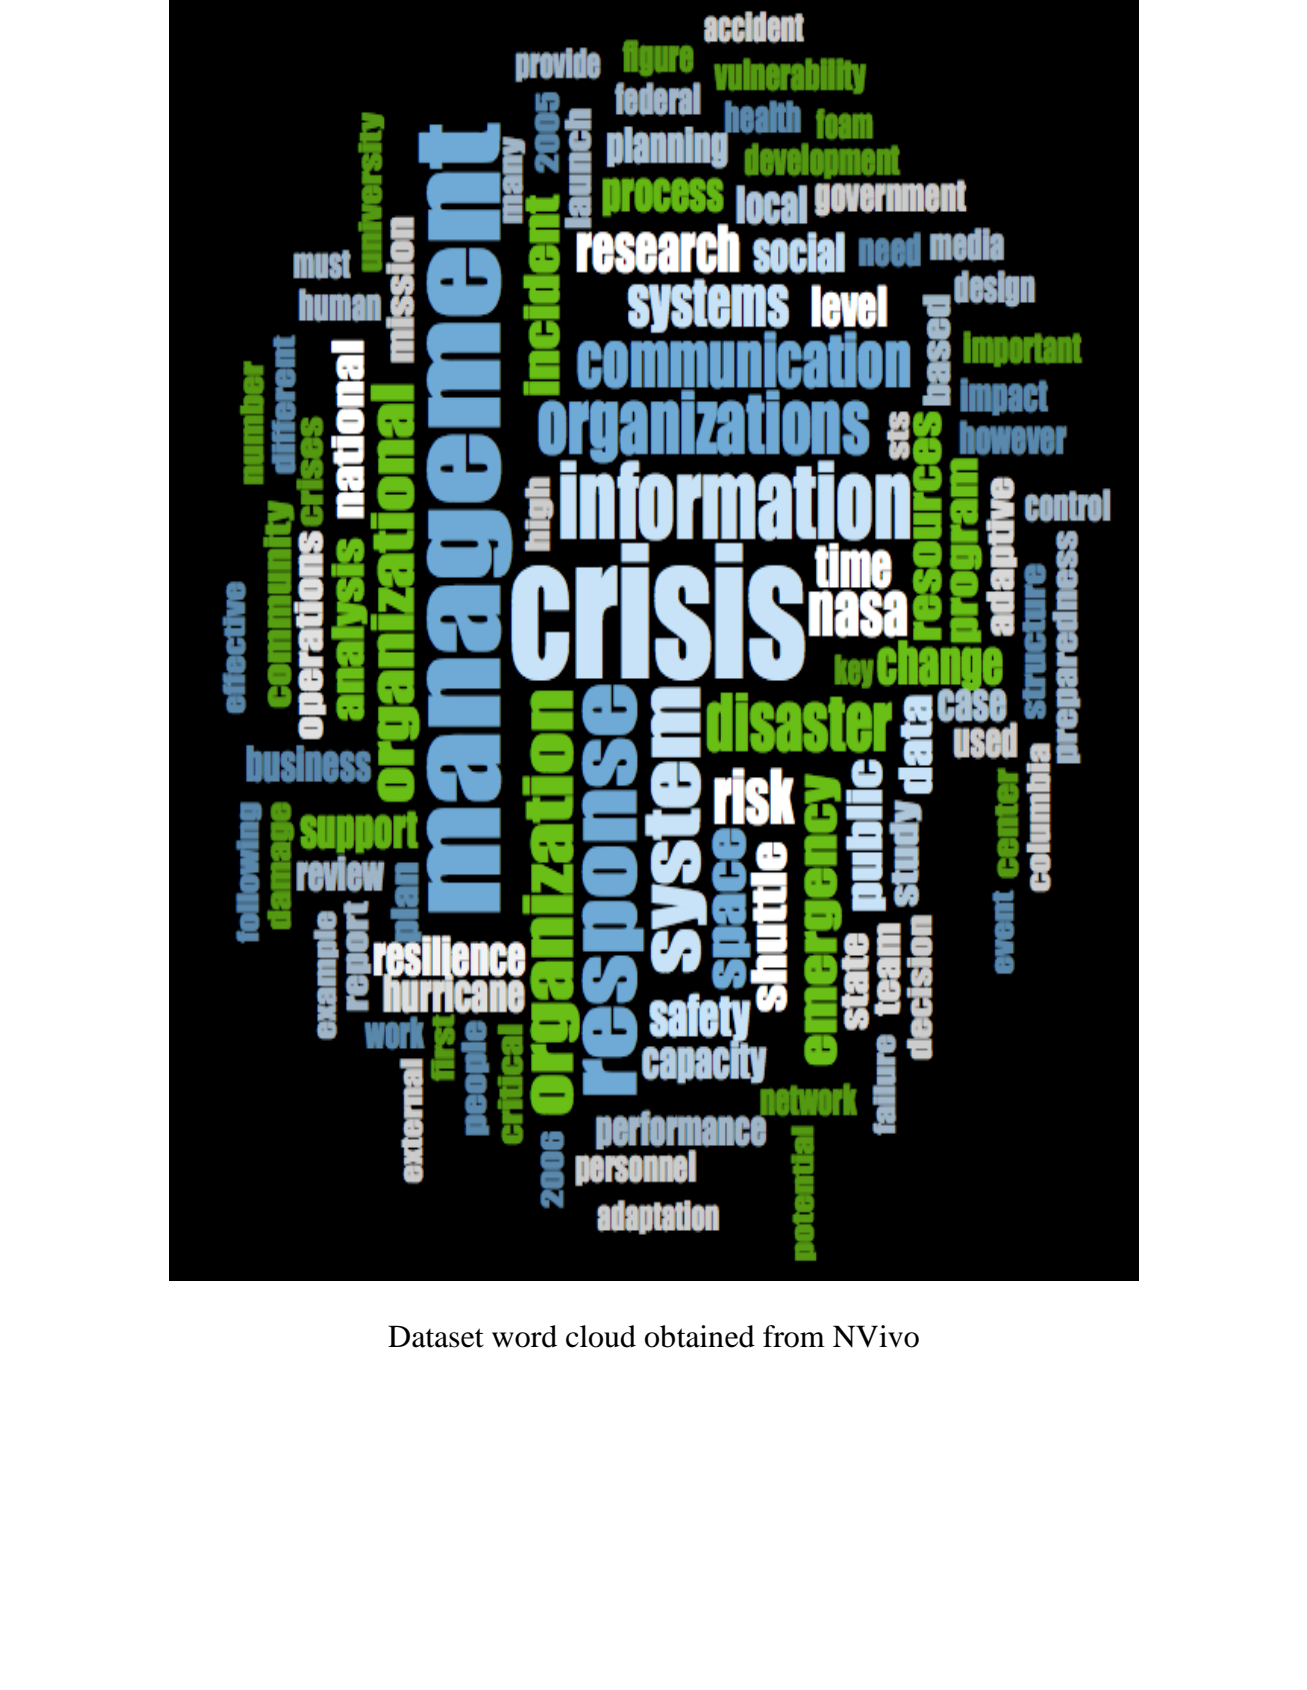 accident
provide
figure
vulnerability
federal
health
foam
2005
launch
many
planning
development
university
management
process
local
government
incident
research
social
need
media
must
mission
systems
level
design
human
based
communication
important
number
different
national
organizational
organizations
impact
crises
sts
resources
however
information
program
high
adaptive
control
community
operations
analysis
crisis
time
nasa
preparedness
structure
effective
key
change
organization
response
system
disaster
data
case
used
business
risk
columbia
center
following
damage
support
space
shuttle
emergency
public
study
review
plan
event
example
report
resilience
hurricane
safety
state
team
decision
work
first
people
critical
capacity
external
network
failure
2006
performance
personnel
potential
adaptation
Dataset word cloud obtained from NVivo